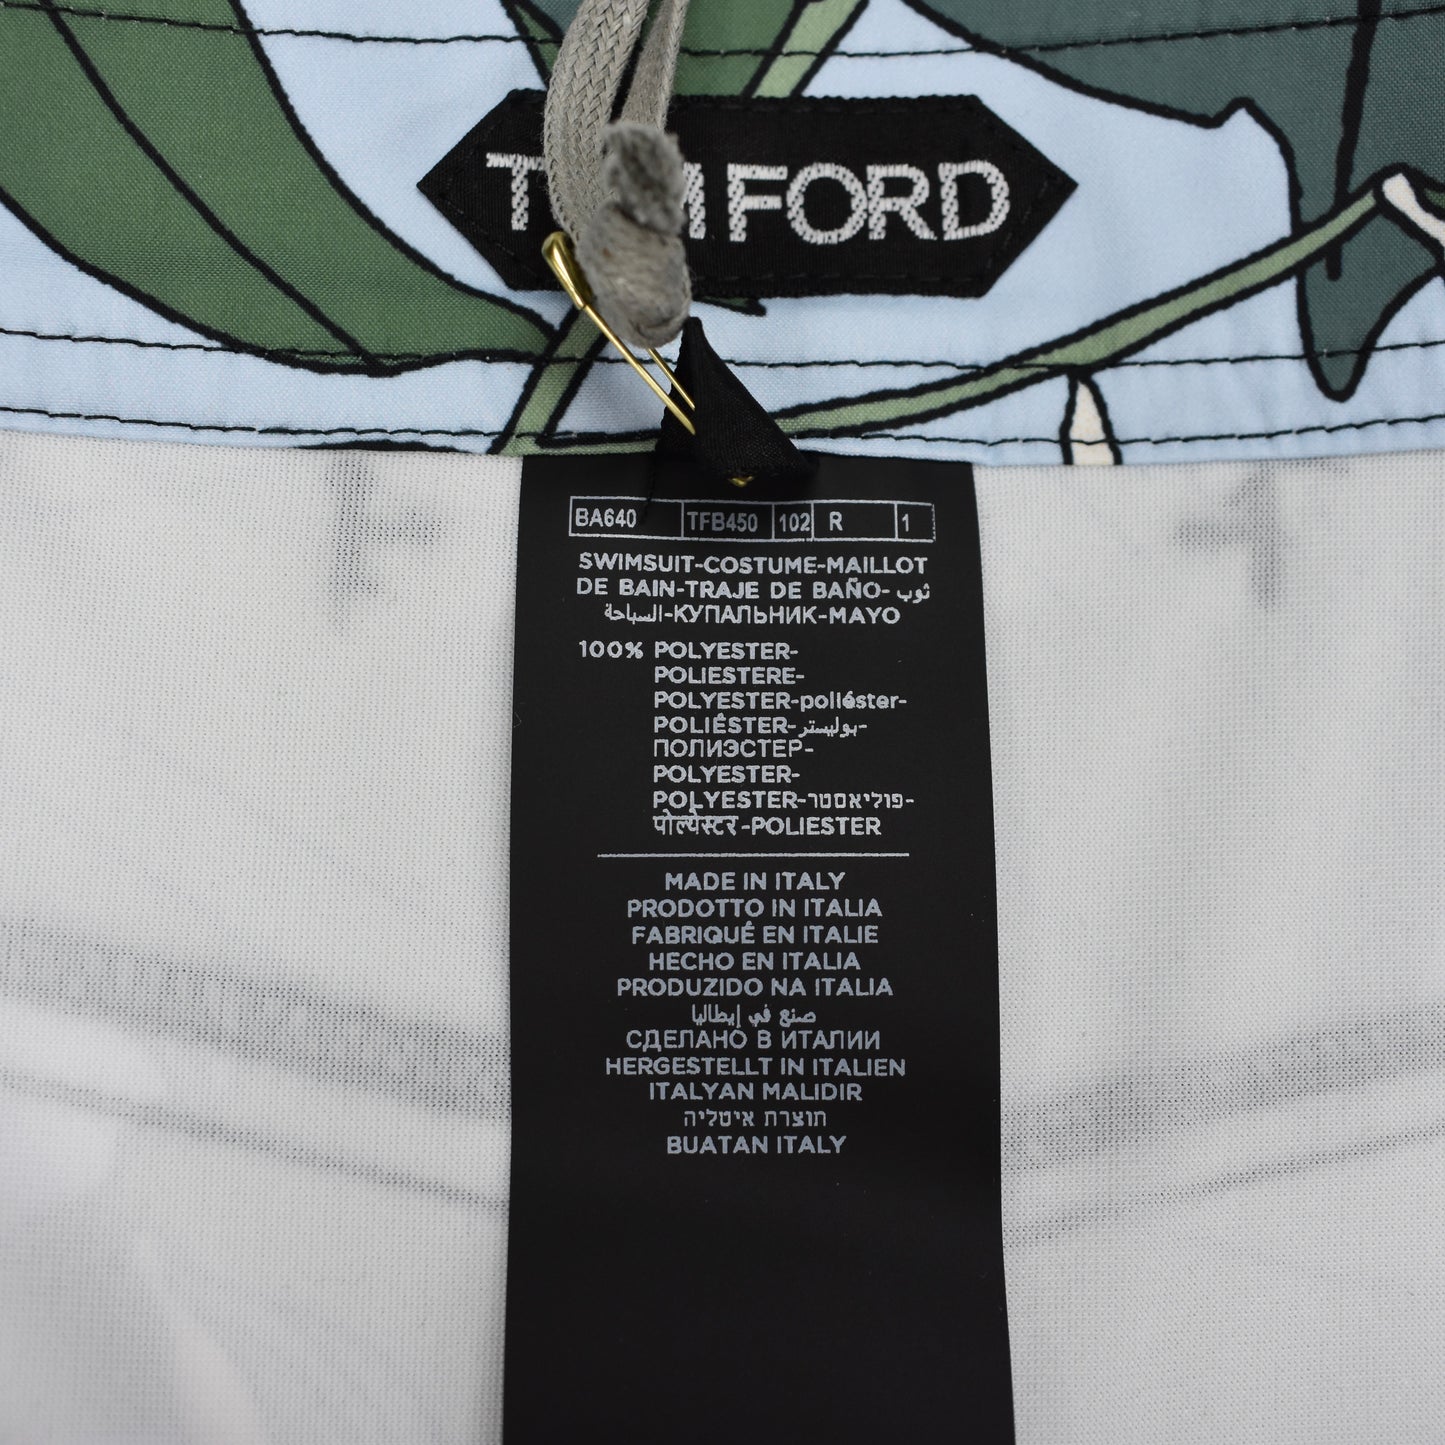 TOM FORD
BA640 TFB450 102 R 1
SWIMSUIT-COSTUME-MAILLOT
DE BAIN-TRAJE DE BAÑO- ثوب
السباحة-КУПАЛЬНИК-MAYO
100% POLYESTER-
POLIESTERE-
POLYESTER-poliéster-
POLIÉSTER-بوليستر-
ПОЛИЭСТЕР-
POLYESTER-
POLYESTER-פוליאסטר-
पोल्येस्टर-POLIESTER
MADE IN ITALY
PRODOTTO IN ITALIA
FABRIQUÉ EN ITALIE
HECHO EN ITALIA
PRODUZIDO NA ITALIA
صنع في إيطاليا
СДЕЛАНО В ИТАЛИИ
HERGESTELLT IN ITALIEN
ITALYAN MALIDIR
תוצרת איטליה
BUATAN ITALY